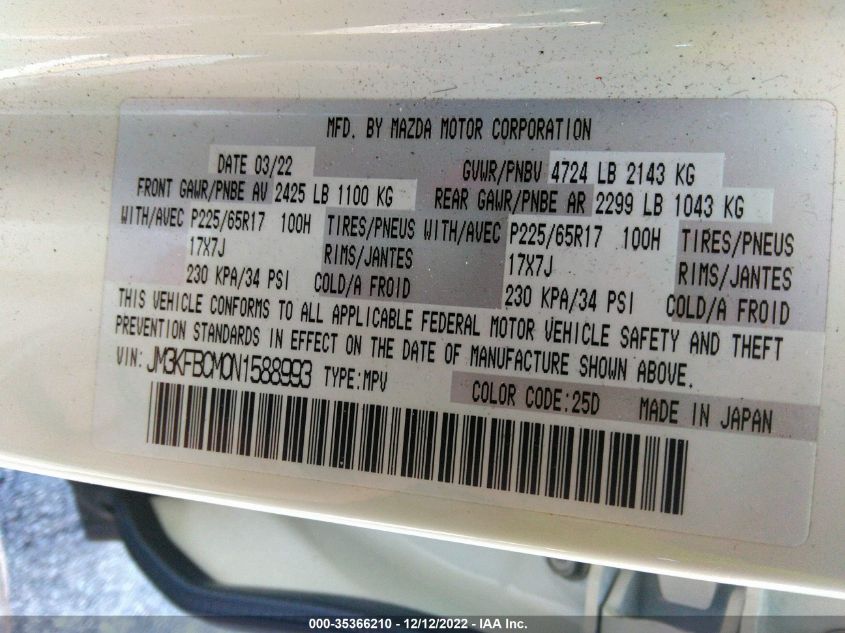 MFD. BY MAZDA MOTOR CORPORATION
DATE 03/22 GVWR/PNBV 4724 LB 2143 KG
FRONT GAWR/PNBE AV 2425 LB 1100 KG REAR GAWR/PNBE AR 2299 LB 1043 KG
WITH/AVEC P225/65R17 100H TIRES/PNEUS WITH/AVEC P225/65R17 100H TIRES/PNEUS
17X7J RIMS/JANTES 17X7J RIMS/JANTES
230 KPA/34 PSI COLD/A FROID 230 KPA/34 PSI COLD/A FROID
THIS VEHICLE CONFORMS TO ALL APPLICABLE FEDERAL MOTOR VEHICLE SAFETY AND THEFT
PREVENTION STANDARDS IN EFFECT ON THE DATE OF MANUFACTURE SHOWN ABOVE.
VIN: JM3KFBCM0N1588993 TYPE:MPV
COLOR CODE:25D MADE IN JAPAN
000-35366210 - 12/12/2022 - IAA Inc.